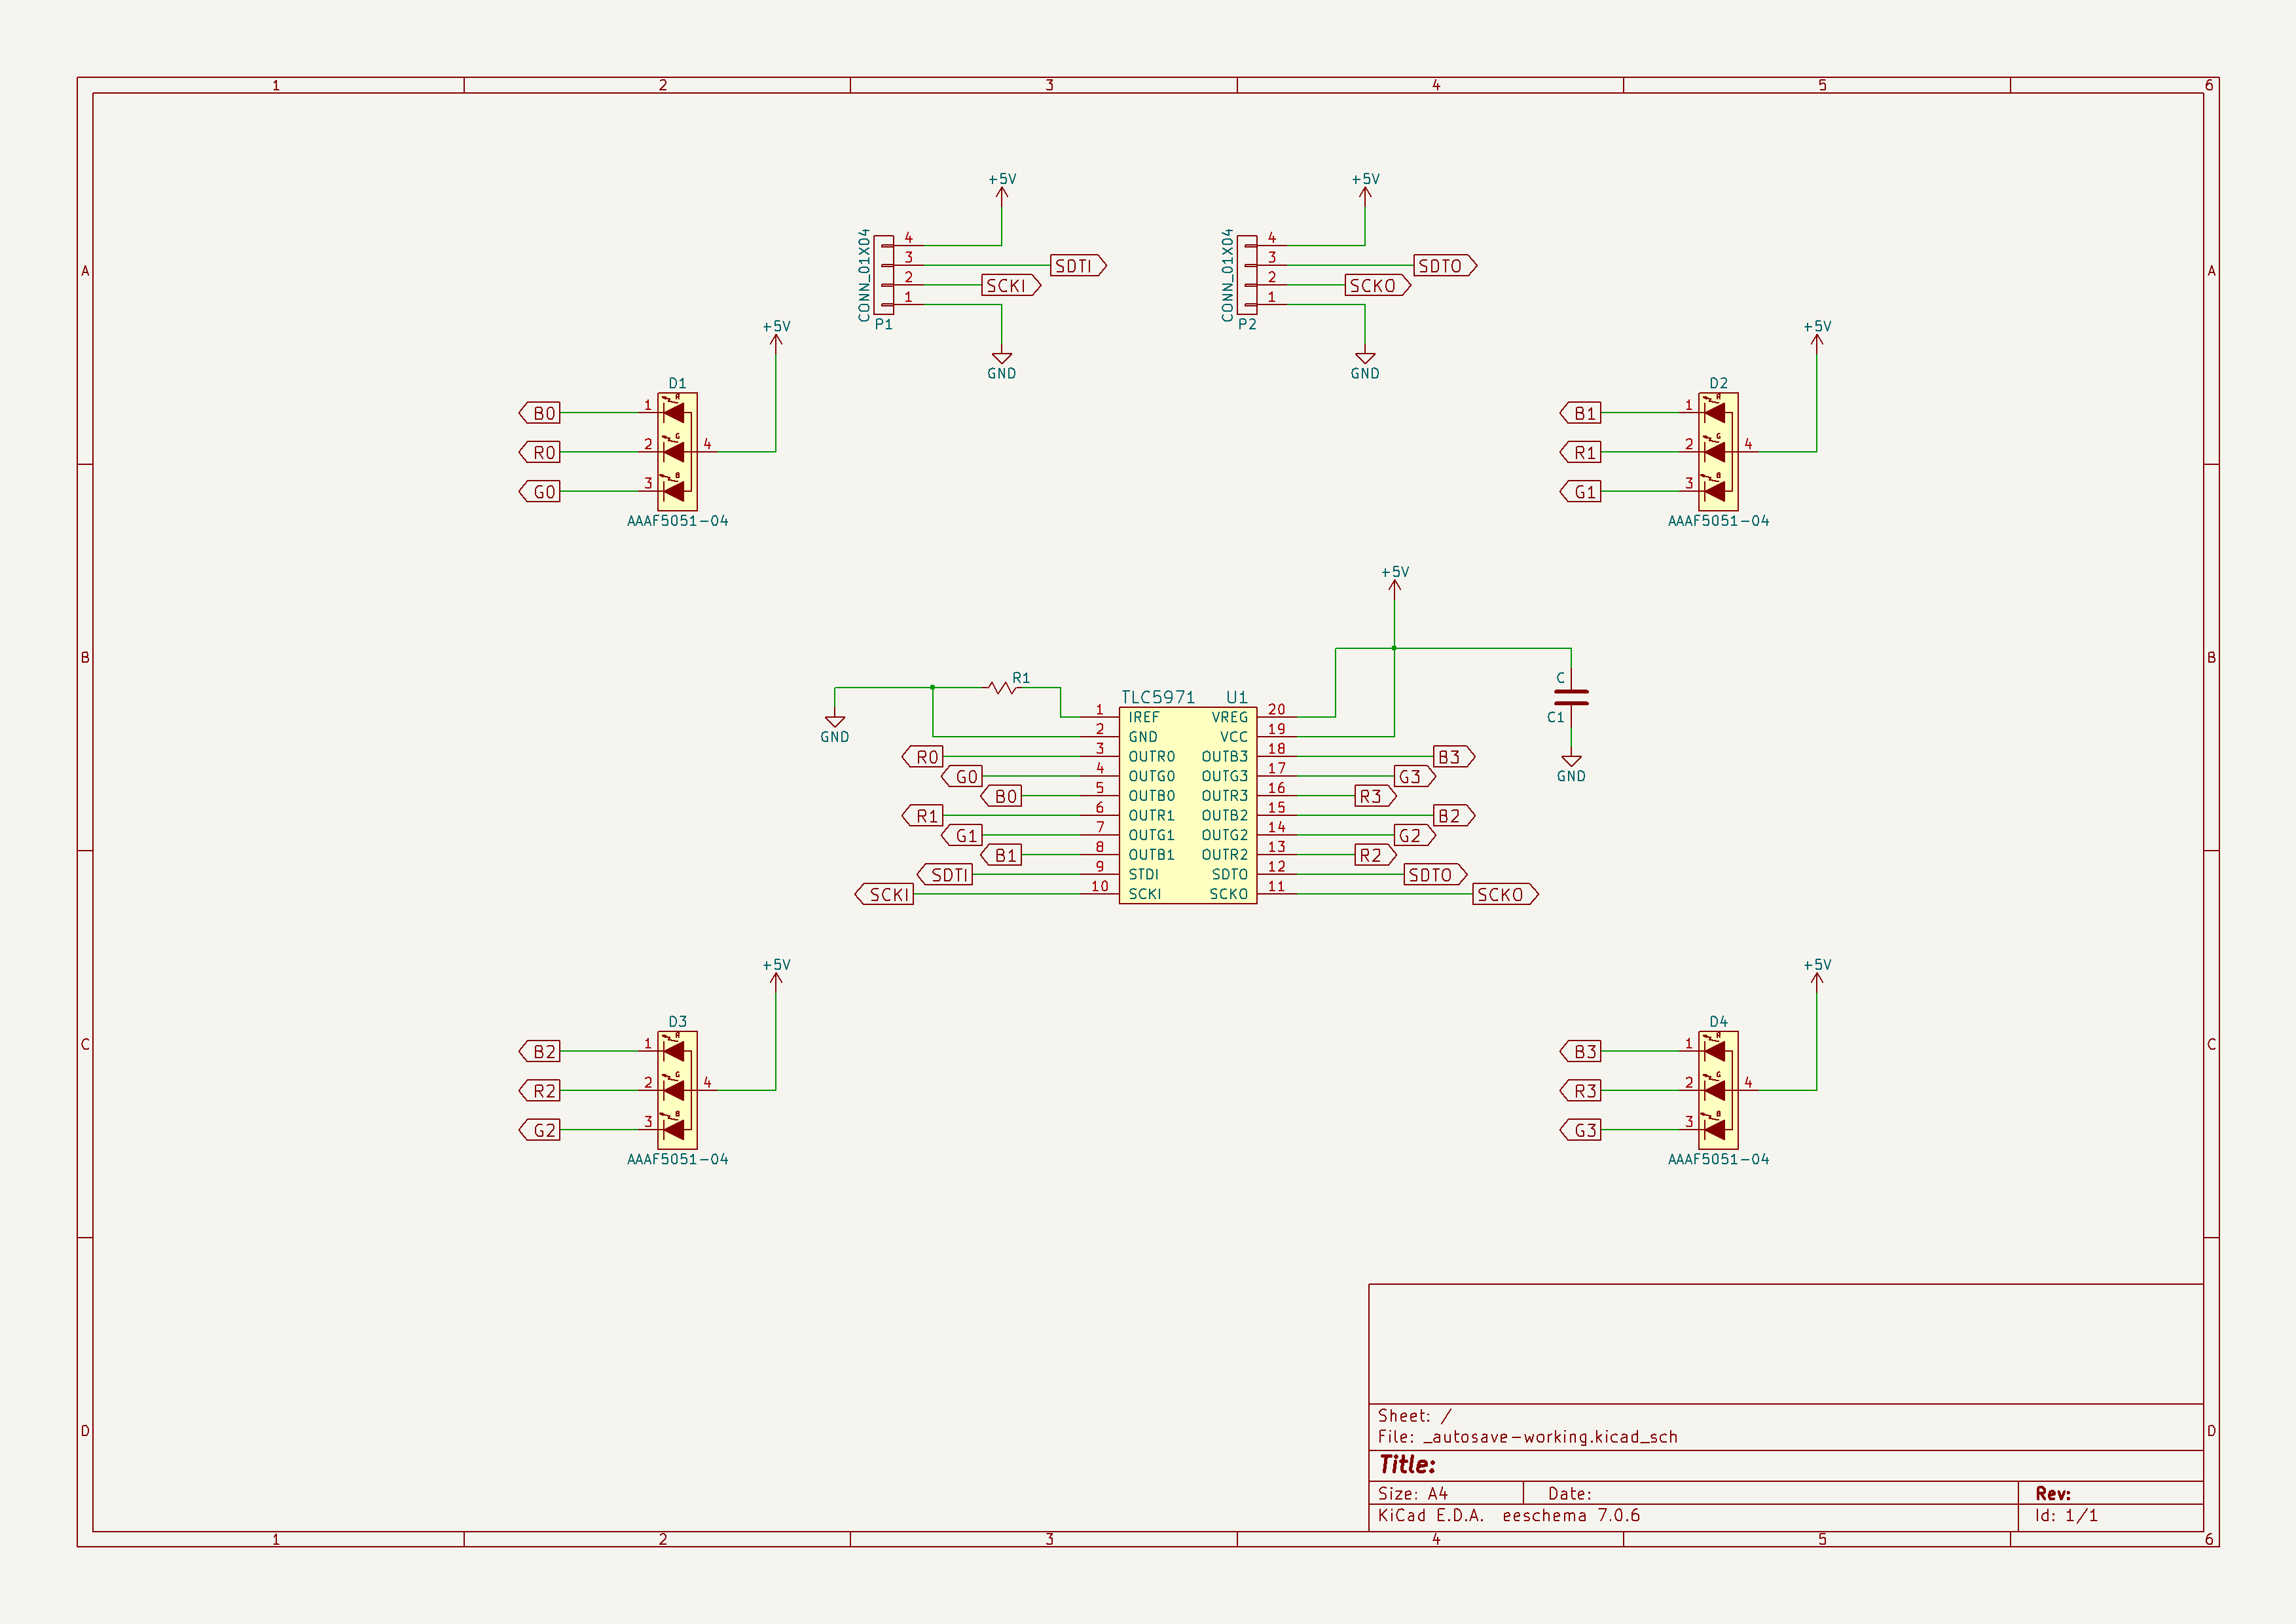 1 2 3 4 5 6
A A
+5V +5V
CONN_01X04
4
3 SDTI
2 SCKI
1
P1
GND
CONN_01X04
4
3 SDTO
2 SCKO
1
P2
GND
+5V
D1
B0 1 R
R0 2 G 4
G0 3 B
AAAF5051-04
+5V
D2
B1 1 R
R1 2 G 4
G1 3 B
AAAF5051-04
B B
+5V
R1
GND
C
C1
GND
TLC5971 U1
1 IREF VREG 20
2 GND VCC 19
R0 3 OUTR0 OUTB3 18 B3
G0 4 OUTG0 OUTG3 17 G3
B0 5 OUTB0 OUTR3 16 R3
R1 6 OUTR1 OUTB2 15 B2
G1 7 OUTG1 OUTG2 14 G2
B1 8 OUTB1 OUTR2 13 R2
SDTI 9 STDI SDTO 12 SDTO
SCKI 10 SCKI SCKO 11 SCKO
C C
+5V
D3
B2 1 R
R2 2 G 4
G2 3 B
AAAF5051-04
+5V
D4
B3 1 R
R3 2 G 4
G3 3 B
AAAF5051-04
D D
Sheet: /
File: _autosave-working.kicad_sch
Title:
Size: A4 Date: Rev:
KiCad E.D.A. eeschema 7.0.6 Id: 1/1
1 2 3 4 5 6